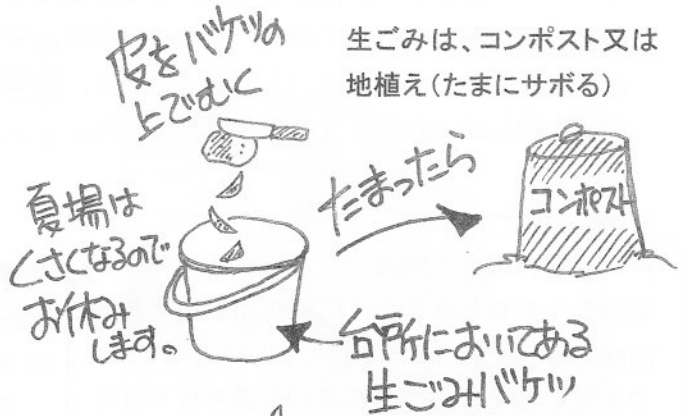 生ごみは、コンポスト又は
地植え(たまにサボる)
皮をバケツの
上でむく
たまったら
コンポスト
夏場は
くさくなるので
お休み
します。
台所においてある
生ごみバケツ